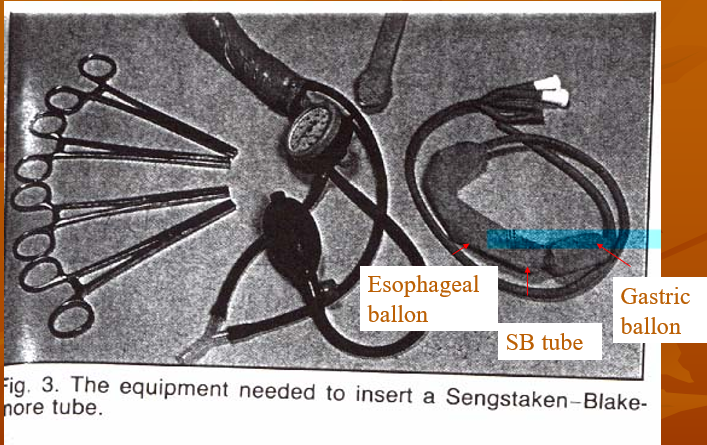 Esophageal
ballon
Gastric
ballon
SB tube
Fig. 3. The equipment needed to insert a Sengstaken–Blake-
more tube.